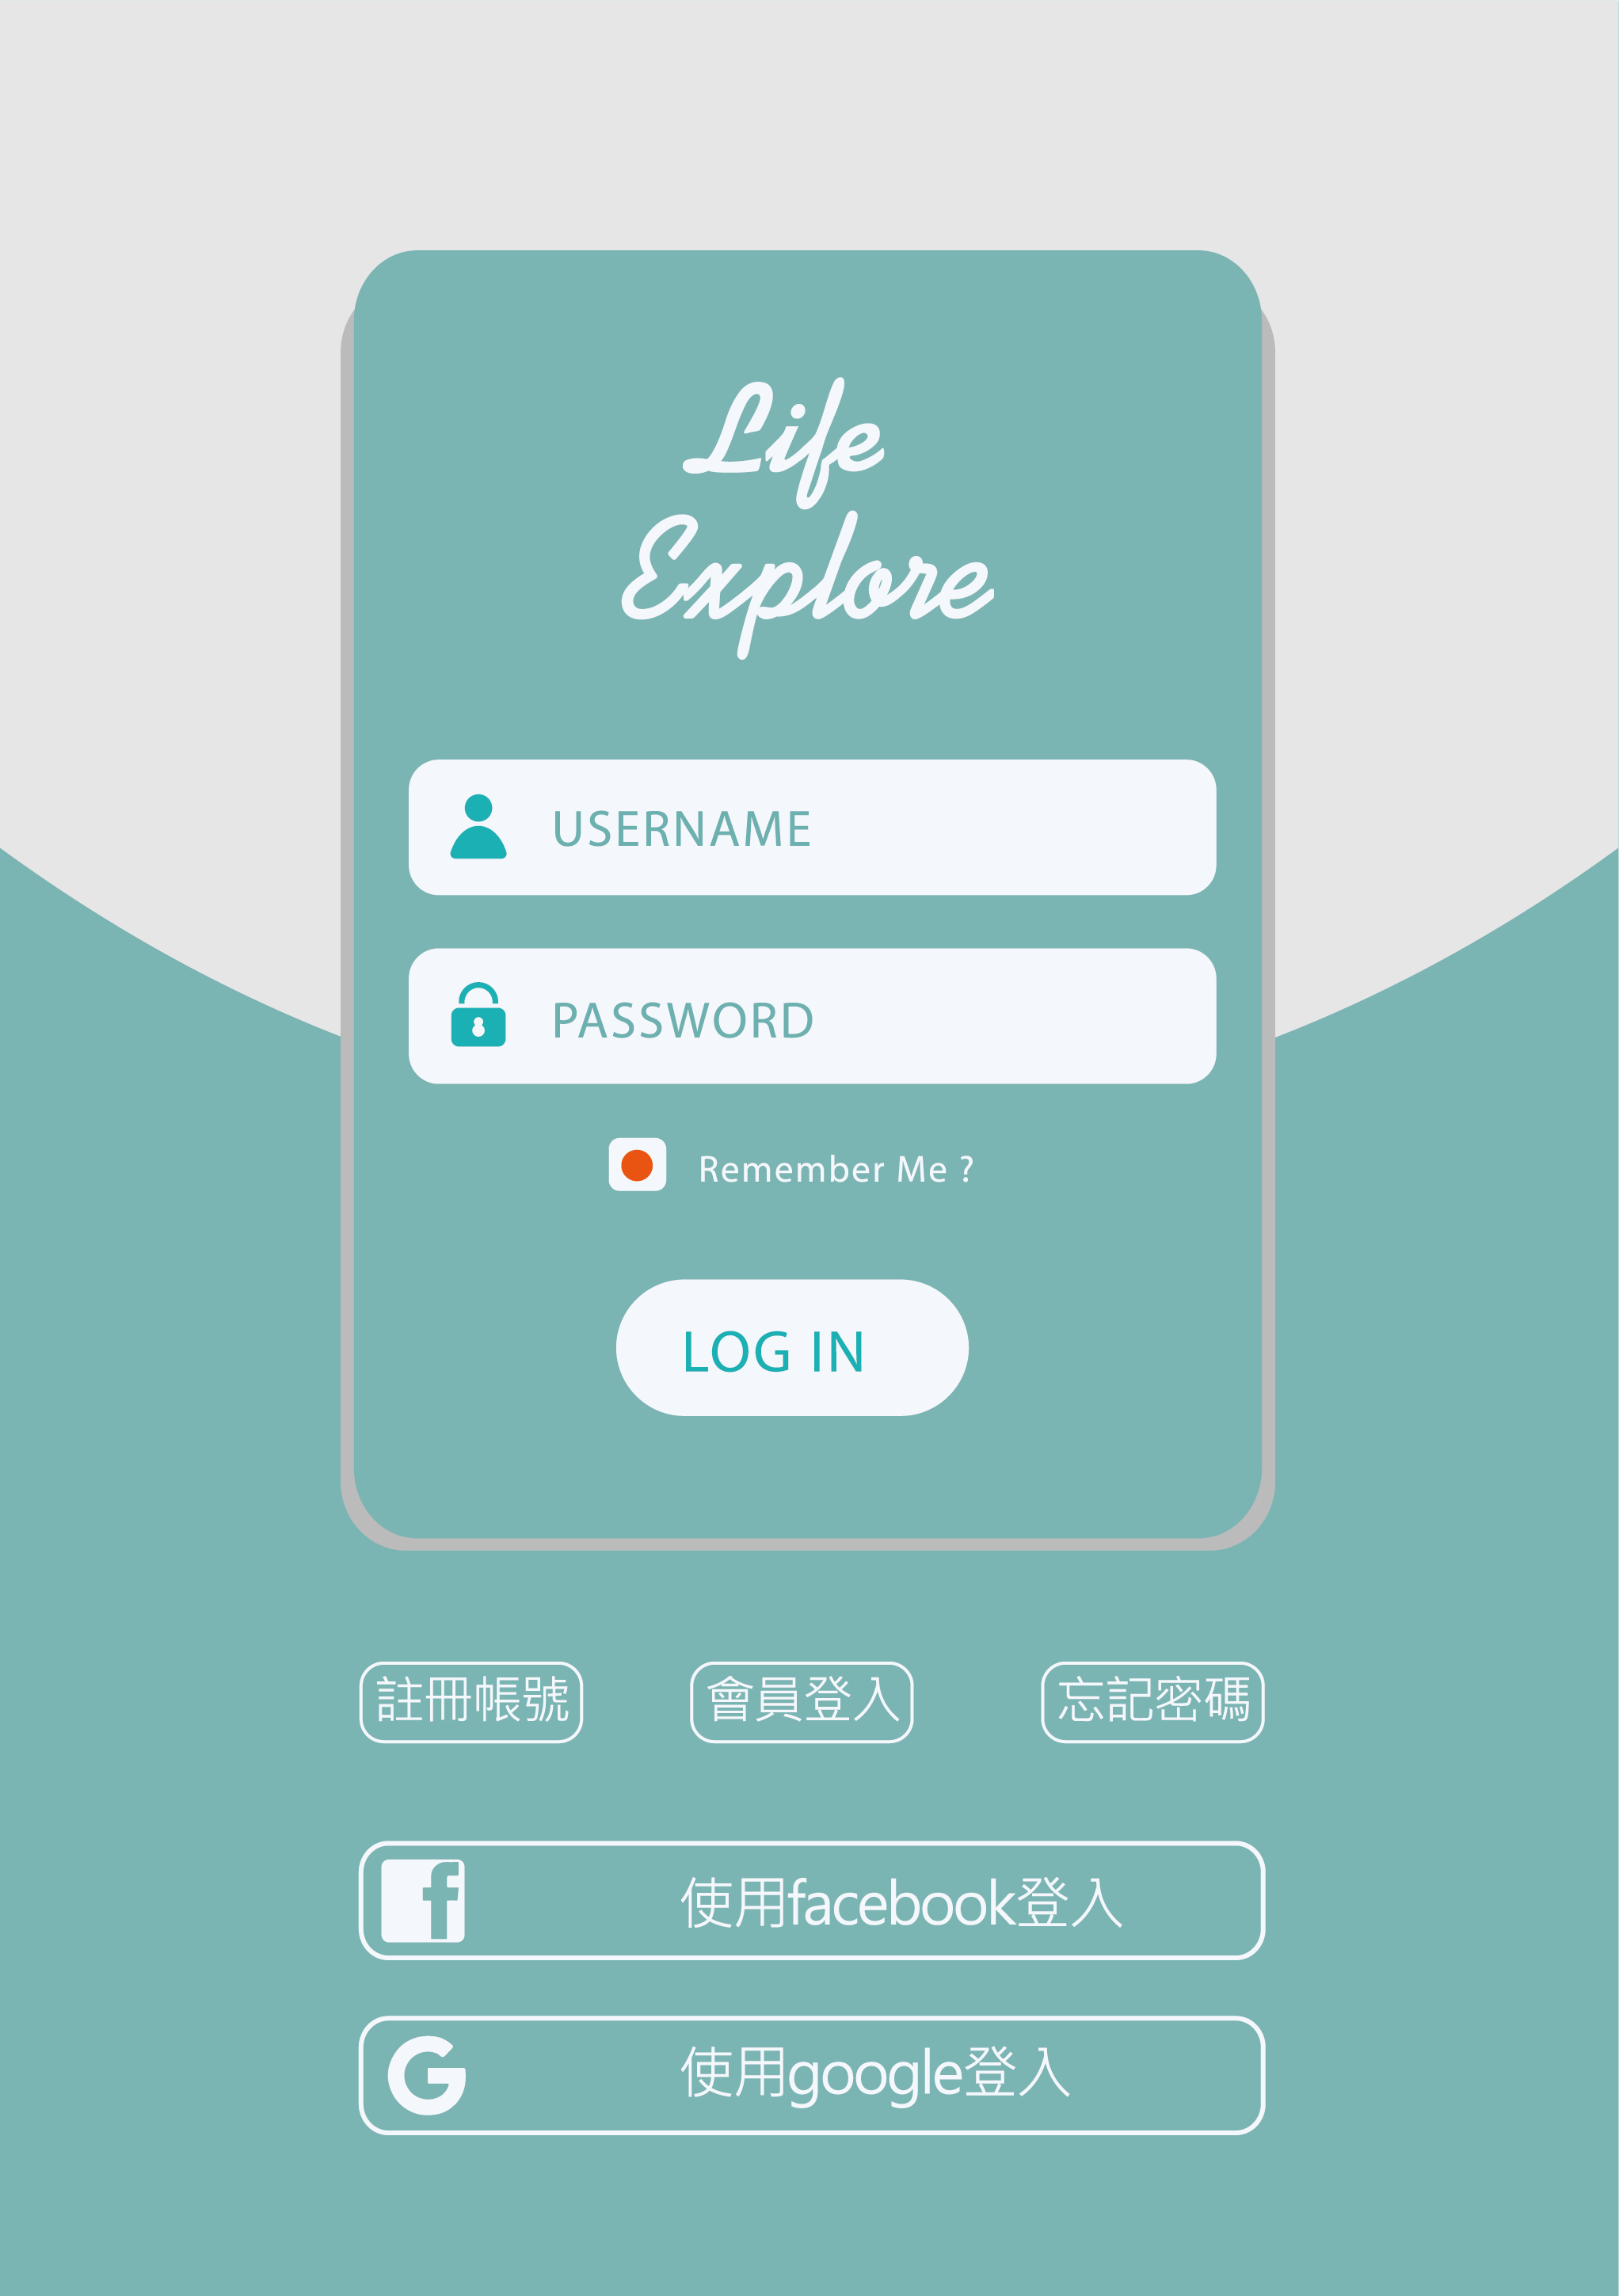 Life
Explore
USERNAME
PASSWORD
Remember Me ?
LOG IN
註冊帳號
會員登入
忘記密碼
使用facebook登入
使用google登入